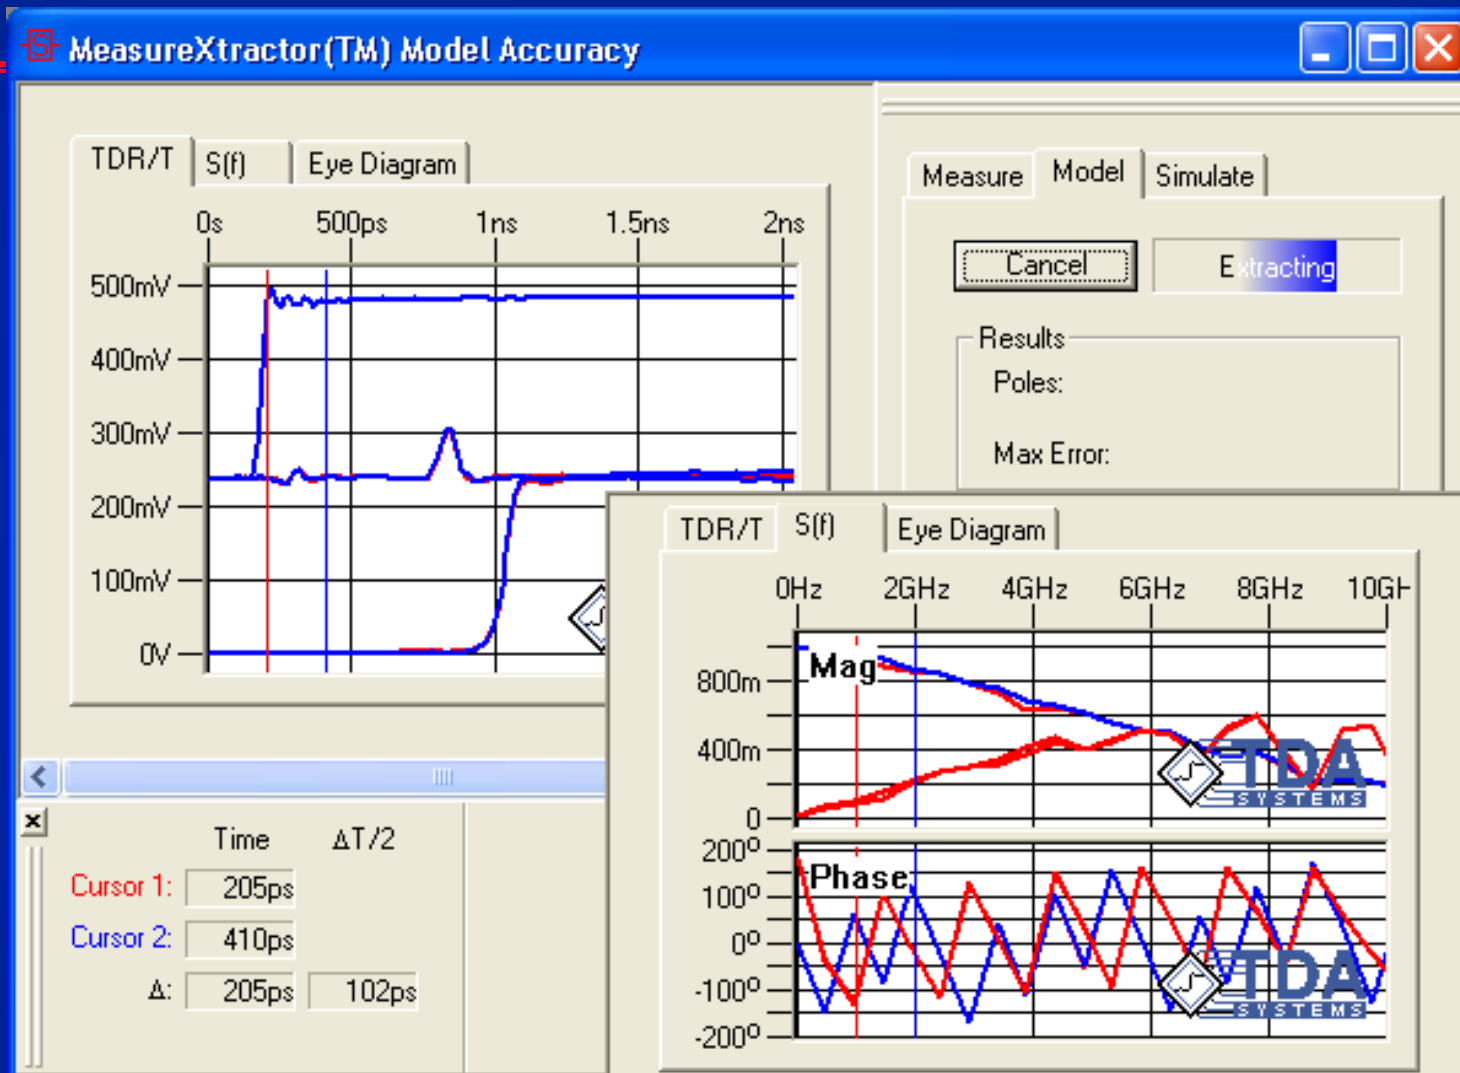 MeasureXtractor(TM) Model Accuracy
TDR/T S(f) Eye Diagram
0s 500ps 1ns 1.5ns 2ns
500mV
400mV
300mV
200mV
100mV
0V
Measure Model Simulate
Cancel Extracting
Results
Poles:
Max Error:
TDR/T S(f) Eye Diagram
0Hz 2GHz 4GHz 6GHz 8GHz 10GH
Mag
800m
400m
0
TDA
SYSTEMS
Phase
200º
100º
0º
-100º
-200º
TDA
SYSTEMS
Time ΔT/2
Cursor 1: 205ps
Cursor 2: 410ps
Δ: 205ps 102ps